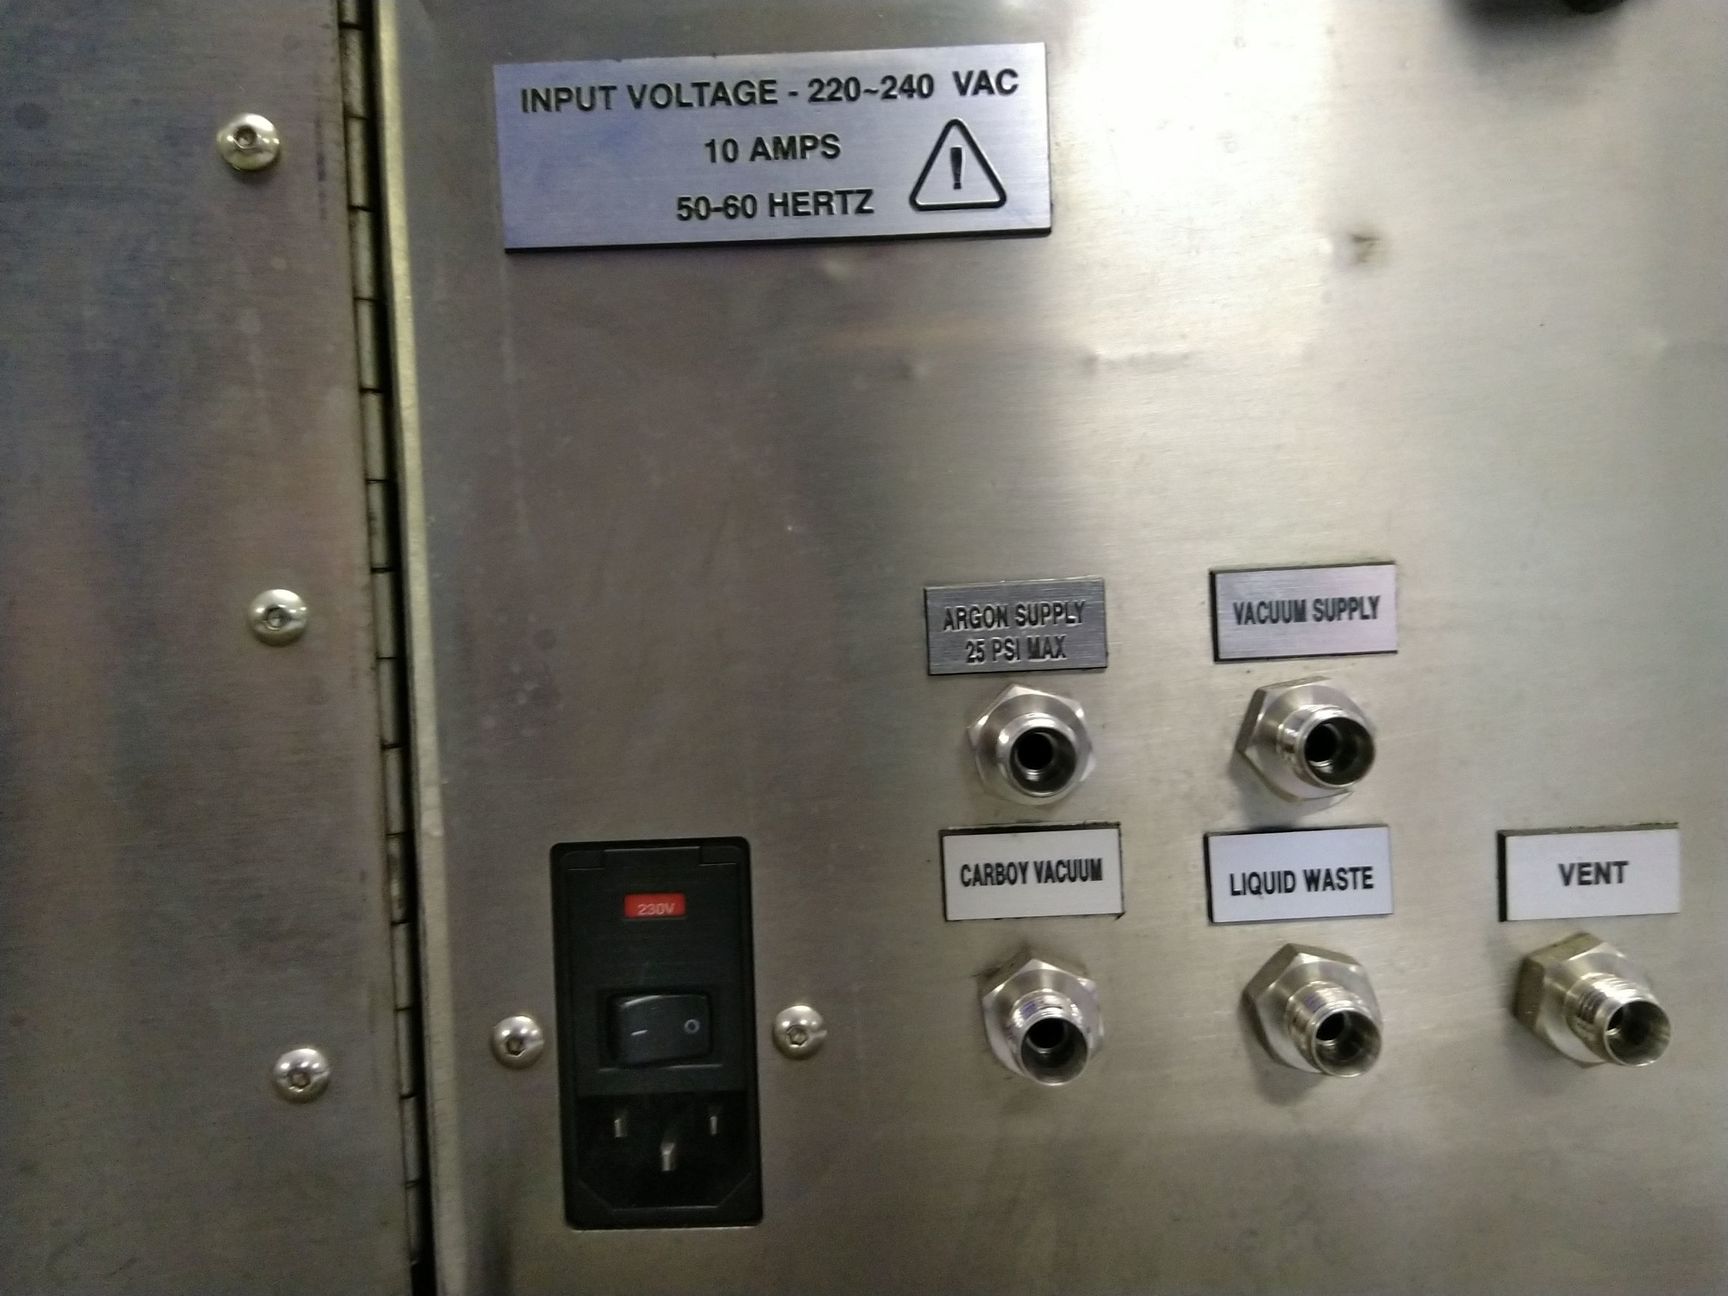 INPUT VOLTAGE - 220~240 VAC
10 AMPS
50-60 HERTZ
ARGON SUPPLY
25 PSI MAX
VACUUM SUPPLY
CARBOY VACUUM
LIQUID WASTE
VENT
230V